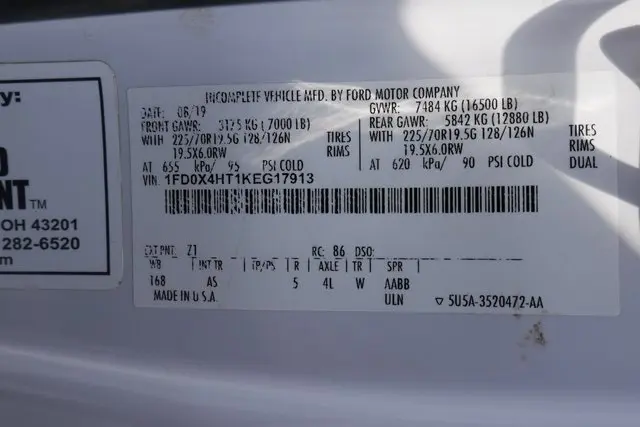 y:
D
NT™
OH 43201
282-6520
m
INCOMPLETE VEHICLE MFD. BY FORD MOTOR COMPANY
DATE: 08/19 GVWR: 7484 KG (16500 LB)
FRONT GAWR: 3175 KG (7000 LB) REAR GAWR: 5842 KG (12880 LB)
WITH 225/70R19.5G 128/126N TIRES WITH 225/70R19.5G 128/126N TIRES
19.5X6.0RW RIMS 19.5X6.0RW RIMS
AT 655 kPa/ 95 PSI COLD AT 620 kPa/ 90 PSI COLD DUAL
VIN: 1FD0X4HT1KEG17913
EXT PNT: Z1 RC: 86 DSO:
WB INT TR TP/PS R AXLE TR SPR
168 AS 5 4L W AABB
MADE IN U.S.A. ULN ▽ 5U5A-3520472-AA